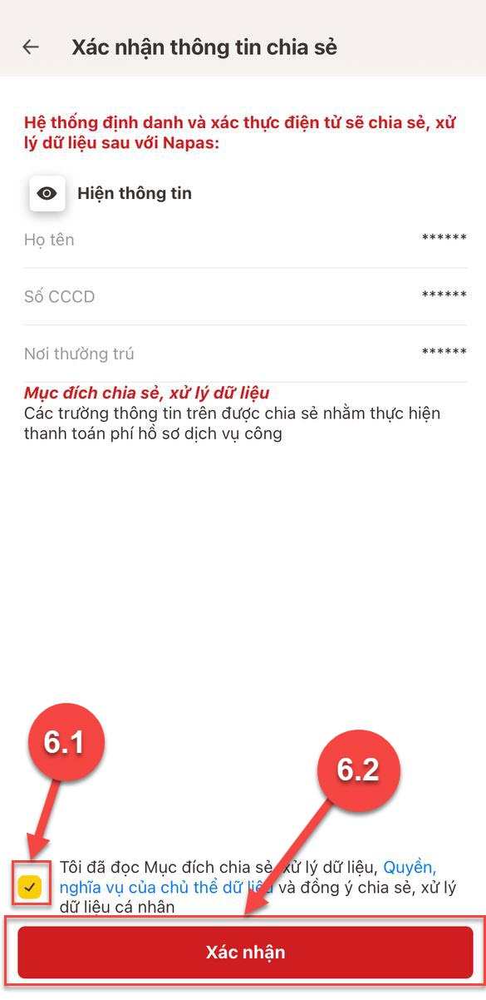 Xác nhận thông tin chia sẻ
Hệ thống định danh và xác thực điện tử sẽ chia sẻ, xử
lý dữ liệu sau với Napas:
Hiện thông tin
Họ tên ******
Số CCCD ******
Nơi thường trú ******
Mục đích chia sẻ, xử lý dữ liệu
Các trường thông tin trên được chia sẻ nhằm thực hiện
thanh toán phí hồ sơ dịch vụ công
6.1
6.2
Tôi đã đọc Mục đích chia sẻ, xử lý dữ liệu, Quyền,
nghĩa vụ của chủ thể dữ liệu và đồng ý chia sẻ, xử lý
dữ liệu cá nhân
Xác nhận